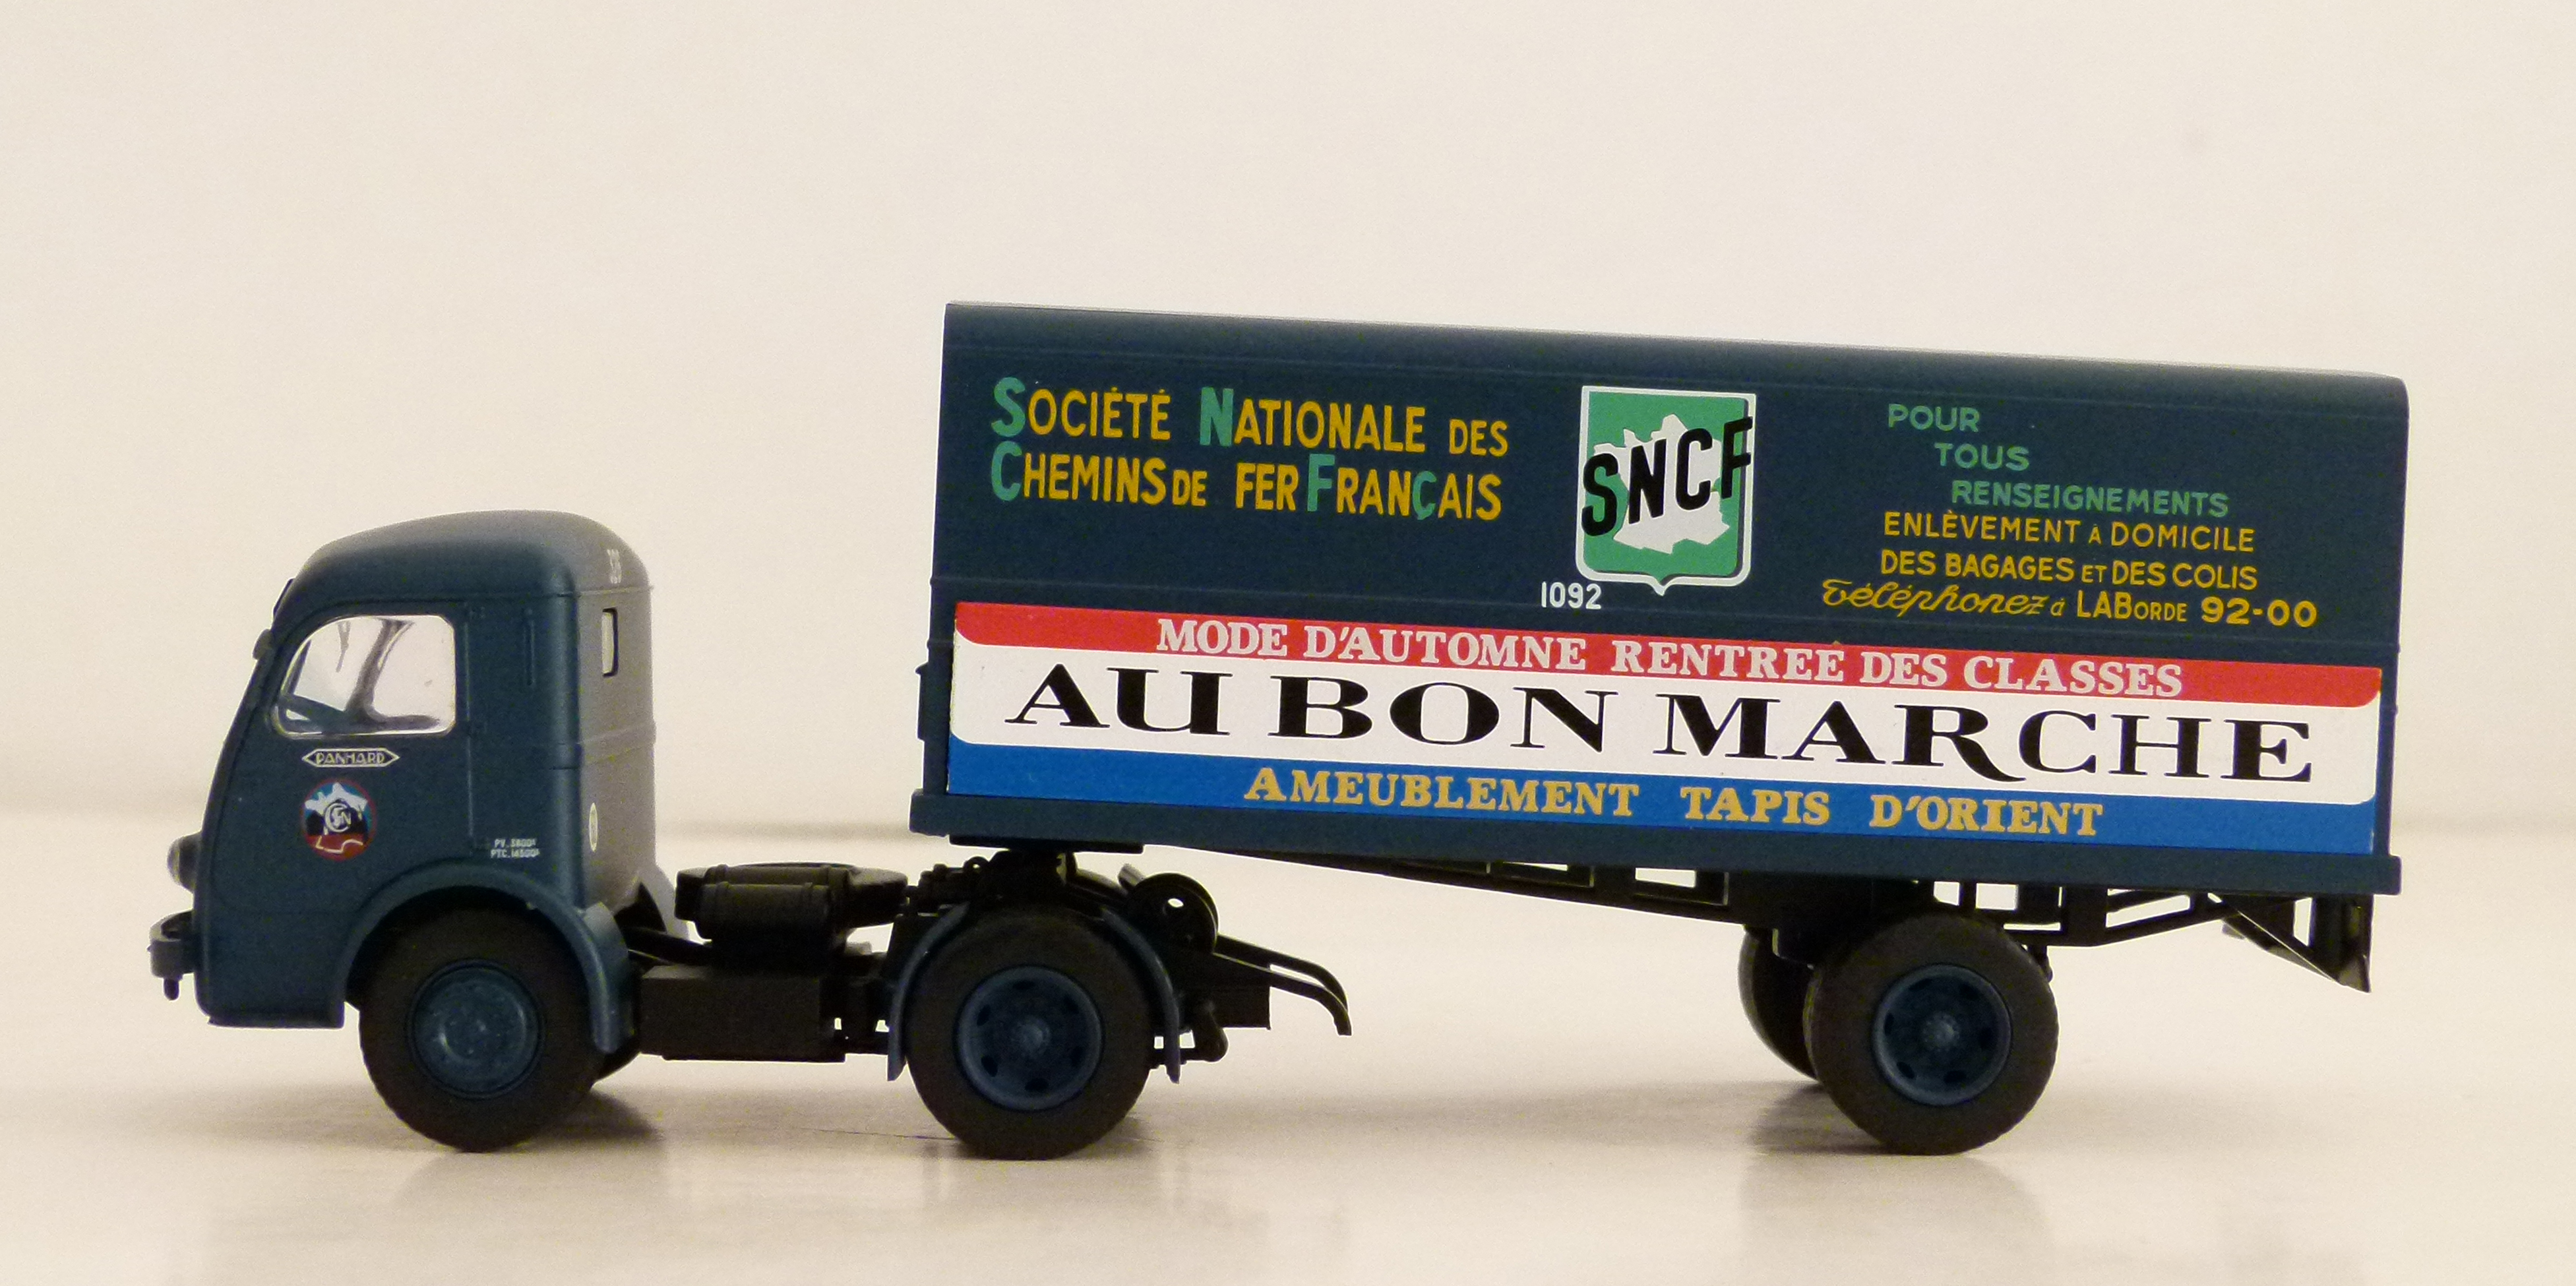 SOCIÉTÉ NATIONALE DES
CHEMINS DE FER FRANÇAIS
SNCF
1092
POUR
TOUS
RENSEIGNEMENTS
ENLÈVEMENT À DOMICILE
DES BAGAGES ET DES COLIS
Téléphonez à LABORDE 92-00
MODE D'AUTOMNE RENTREÉ DES CLASSES
AU BON MARCHE
AMEUBLEMENT TAPIS D'ORIENT
PANHARD